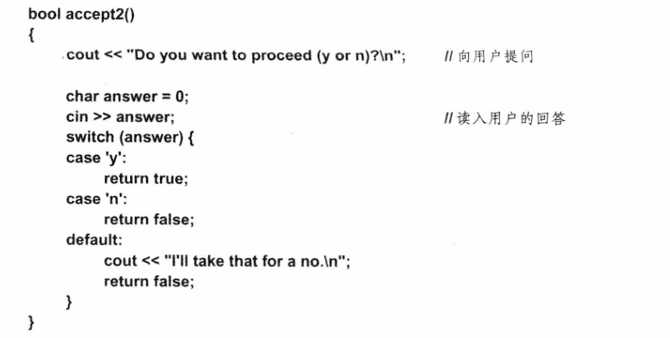 bool accept2()
{
cout << "Do you want to proceed (y or n)?\n"; // 向用户提问
char answer = 0;
cin >> answer; // 读入用户的回答
switch (answer) {
case 'y':
return true;
case 'n':
return false;
default:
cout << "I'll take that for a no.\n";
return false;
}
}